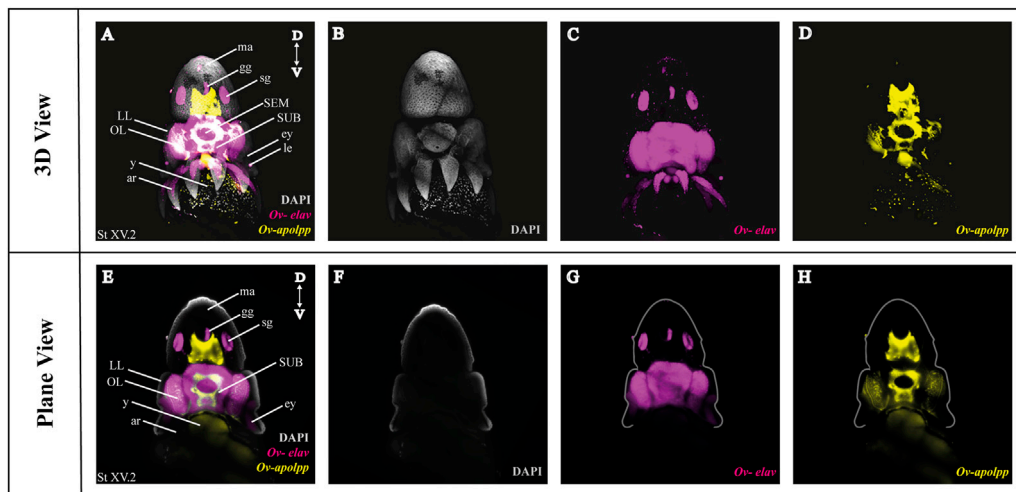 3D View
A
D
V
ma
gg
sg
SEM
SUB
LL
OL
ey
le
y
ar
DAPI
Ov- elav
Ov-apolpp
St XV.2
B
DAPI
C
Ov- elav
D
Ov-apolpp
Plane View
E
D
V
ma
gg
sg
SUB
LL
OL
y
ey
ar
DAPI
Ov- elav
Ov-apolpp
St XV.2
F
DAPI
G
Ov- elav
H
Ov-apolpp